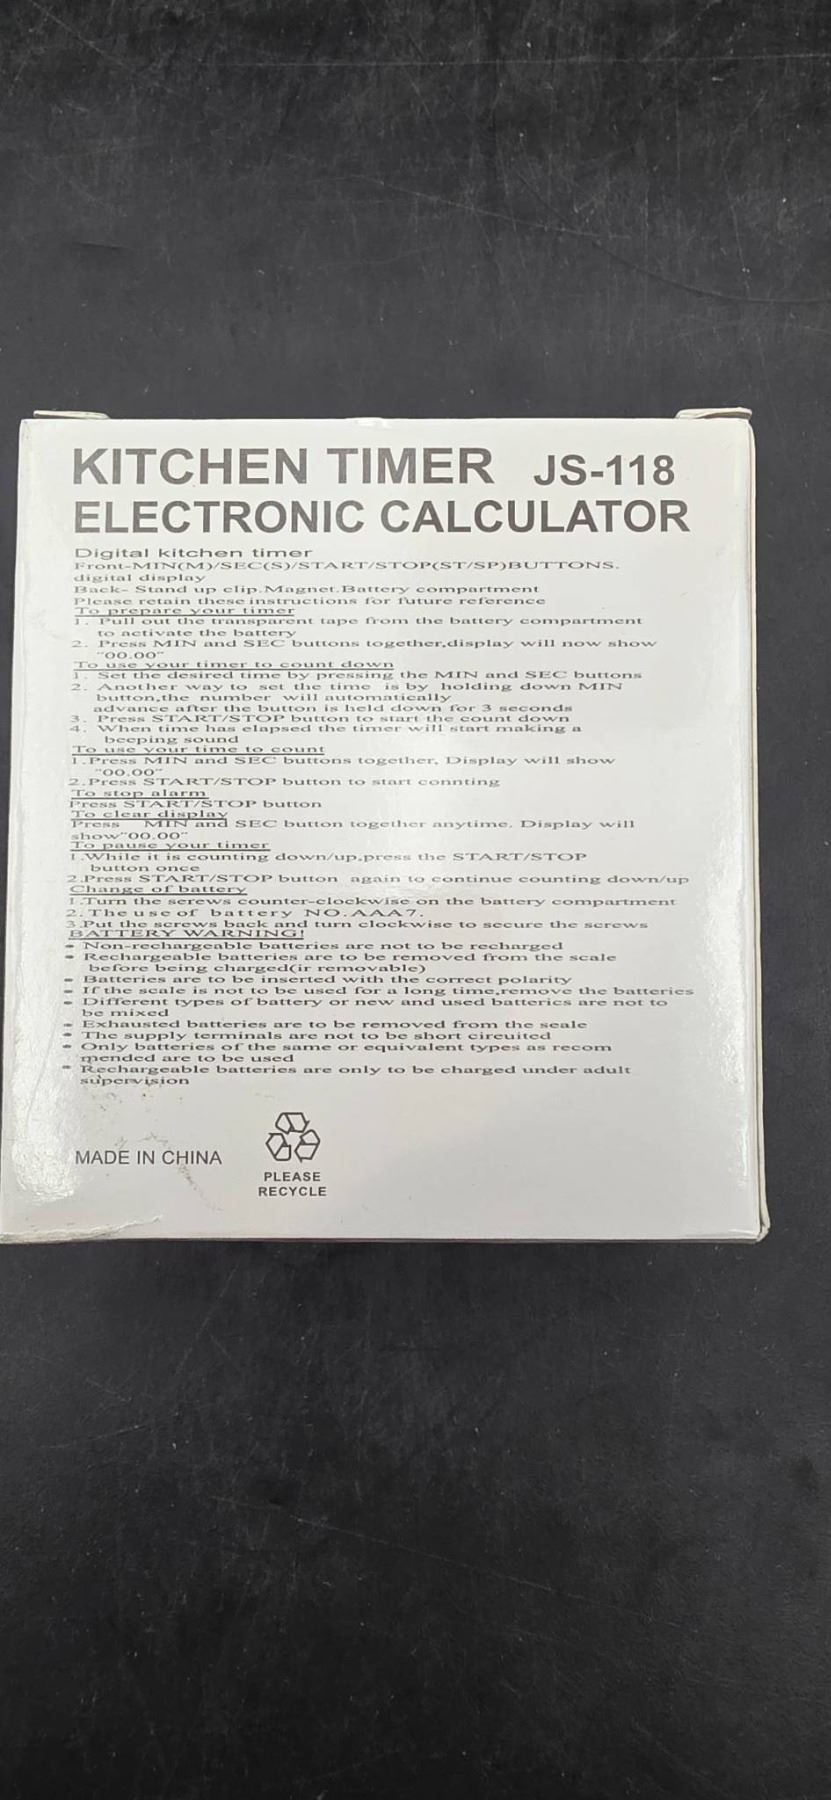 KITCHEN TIMER JS-118
ELECTRONIC CALCULATOR
Digital kitchen timer
Front-MIN(M)/SEC(S)/START/STOP(ST/SP)BUTTONS.
digital display
Back- Stand up clip.Magnet.Battery compartment
Please retain these instructions for future reference
To prepare your timer
1. Pull out the transparent tape from the battery compartment
to activate the battery
2. Press MIN and SEC buttons together,display will now show
"00.00"
To use your timer to count down
1. Set the desired time by pressing the MIN and SEC buttons
2. Another way to set the time is by holding down MIN
button,the number will automatically
advance after the button is held down for 3 seconds
3. Press START/STOP button to start the count down
4. When time has elapsed the timer will start making a
beeping sound
To use your time to count
1.Press MIN and SEC buttons together, Display will show
"00.00"
2.Press START/STOP button to start connting
To stop alarm
Press START/STOP button
To clear display
Press MIN and SEC button together anytime. Display will
show"00.00"
To pause your timer
1.While it is counting down/up,press the START/STOP
button once
2.Press START/STOP button again to continue counting down/up
Change of battery
1.Turn the screws counter-clockwise on the battery compartment
2.The use of battery NO.AAA7.
3.Put the screws back and turn clockwise to secure the screws
BATTERY WARNING!
• Non-rechargeable batteries are not to be recharged
• Rechargeable batteries are to be removed from the scale
before being charged(ir removable)
• Batteries are to be inserted with the correct polarity
• If the scale is not to be used for a long time,remove the batteries
• Different types of battery or new and used batterics are not to
be mixed
• Exhausted batteries are to be removed from the scale
• The supply terminals are not to be short circuited
• Only batteries of the same or equivalent types as recom
mended are to be used
• Rechargeable batteries are only to be charged under adult
supervision
MADE IN CHINA
PLEASE
RECYCLE